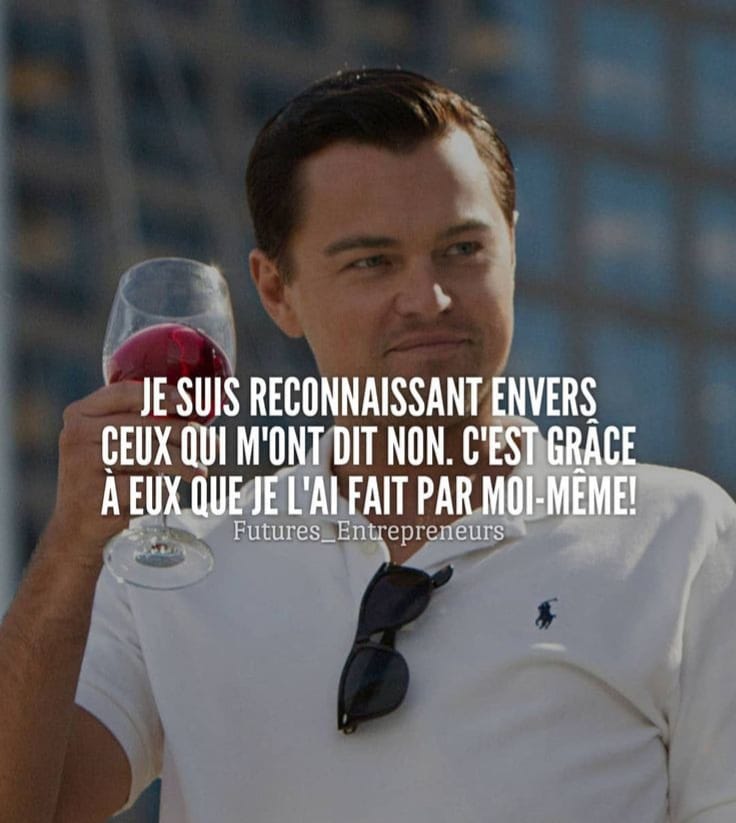 JE SUIS RECONNAISSANT ENVERS
CEUX QUI M'ONT DIT NON. C'EST GRÂCE
À EUX QUE JE L'AI FAIT PAR MOI-MÊME!
Futures_Entrepreneurs